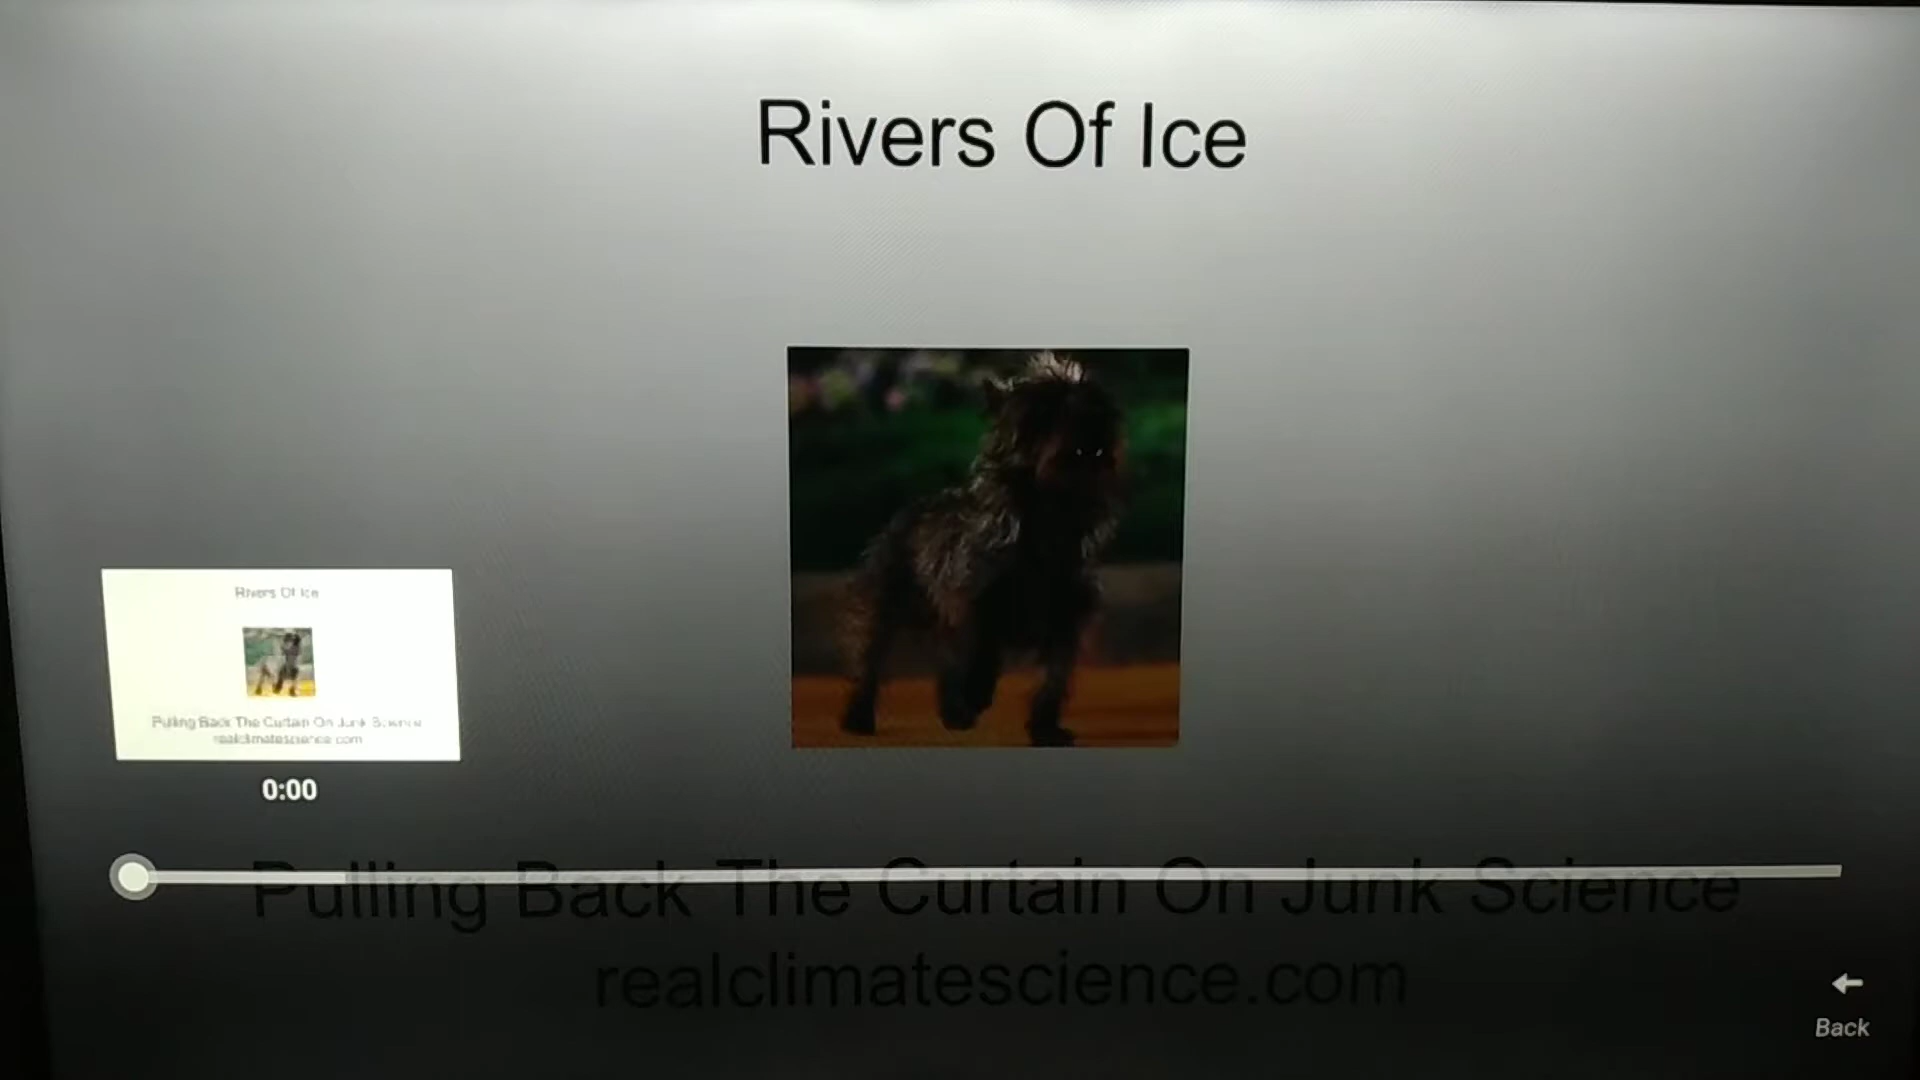 Rivers Of Ice
Rivers Of Ice
Pulling Back The Curtain On Junk Science
realclimatescience.com
0:00
Pulling Back The Curtain On Junk Science
realclimatescience.com
Back